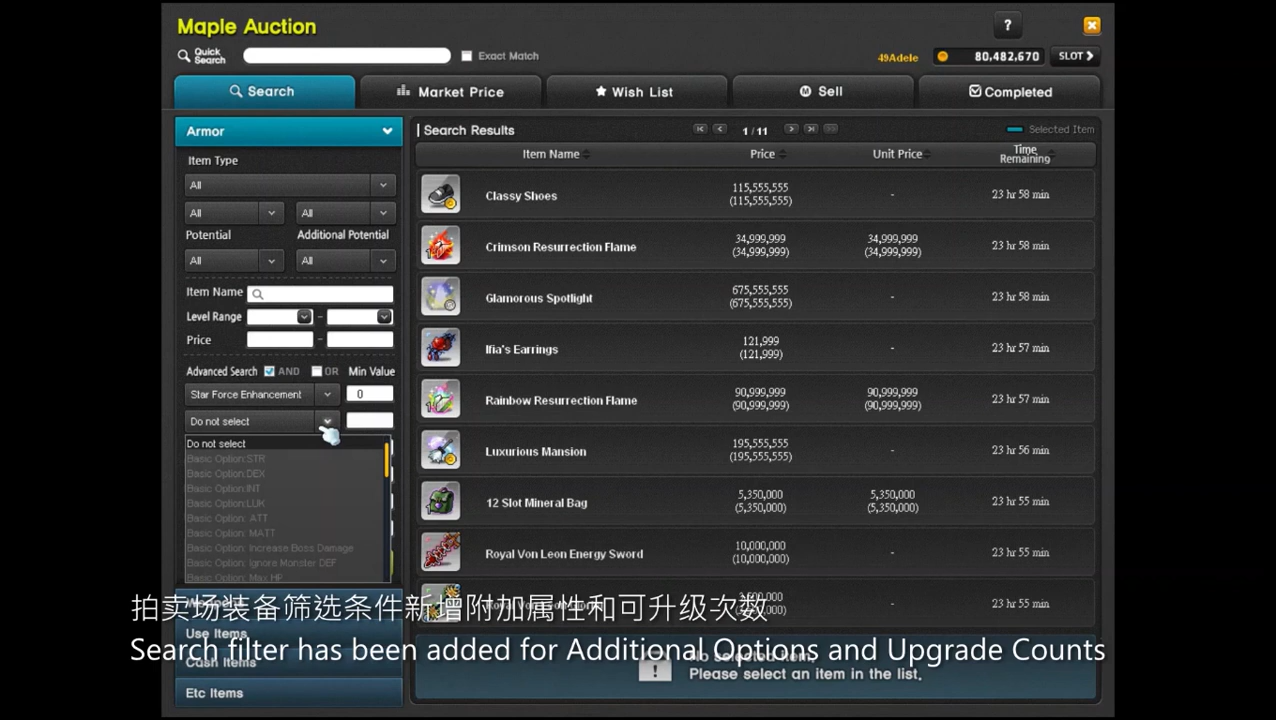 Maple Auction
?
Quick Search
Exact Match
49Adele
80,482,670
SLOT
Search
Market Price
Wish List
Sell
Completed
Armor
Item Type
All
All
All
Potential
Additional Potential
All
All
Item Name
Level Range
-
Price
-
Advanced Search
AND
OR
Min Value
Star Force Enhancement
0
Do not select
Do not select
Basic Option:STR
Basic Option:DEX
Basic Option:INT
Basic Option:LUK
Basic Option: ATT
Basic Option: MATT
Basic Option: Increase Boss Damage
Basic Option: Ignore Monster DEF
Basic Option: Max HP
Use Items
Cash Items
Etc Items
Search Results
1 / 11
Selected Item
Item Name
Price
Unit Price
Time Remaining
Classy Shoes
115,555,555
(115,555,555)
-
23 hr 58 min
Crimson Resurrection Flame
34,999,999
(34,999,999)
34,999,999
(34,999,999)
23 hr 58 min
Glamorous Spotlight
675,555,555
(675,555,555)
-
23 hr 58 min
Ifia's Earrings
121,999
(121,999)
-
23 hr 57 min
Rainbow Resurrection Flame
90,999,999
(90,999,999)
90,999,999
(90,999,999)
23 hr 57 min
Luxurious Mansion
195,555,555
(195,555,555)
-
23 hr 56 min
12 Slot Mineral Bag
5,350,000
(5,350,000)
5,350,000
(5,350,000)
23 hr 55 min
Royal Von Leon Energy Sword
10,000,000
(10,000,000)
-
23 hr 55 min
-
23 hr 55 min
No selected item.
Please select an item in the list.
拍卖场装备筛选条件新增附加属性和可升级次数
Search filter has been added for Additional Options and Upgrade Counts